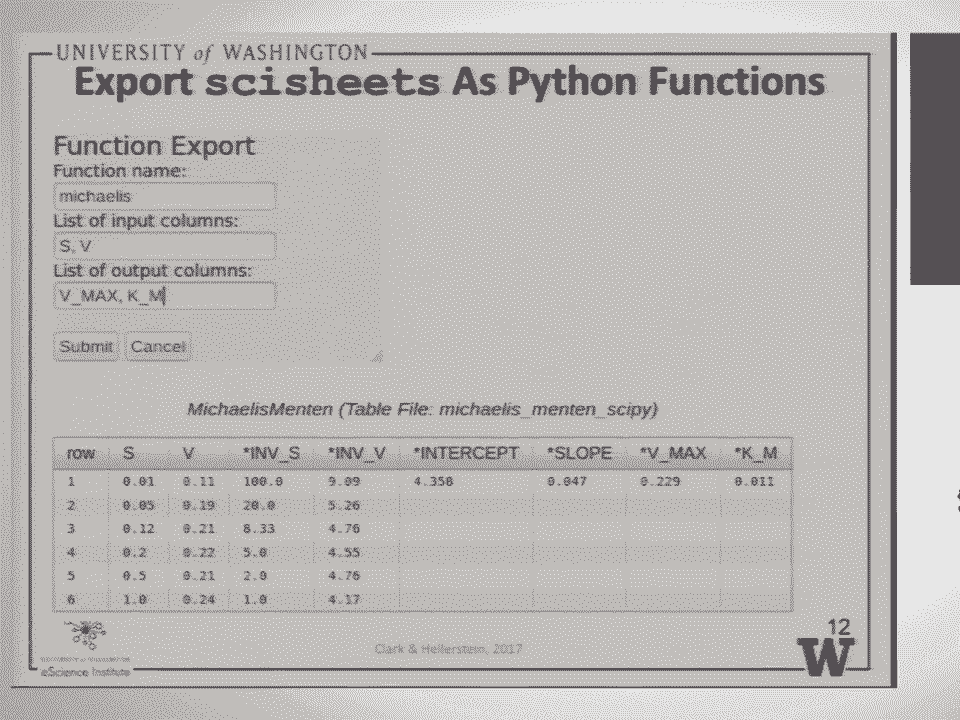 UNIVERSITY of WASHINGTON
Export scisheets As Python Functions
Function Export
Function name:
michaelis
List of input columns:
S, V
List of output columns:
V_MAX, K_M
Submit Cancel
MichaelisMenten (Table File: michaelis_menten_scipy)
row S V *INV_S *INV_V *INTERCEPT *SLOPE *V_MAX *K_M
1 0.01 0.11 100.0 9.09 4.358 0.047 0.229 0.011
2 0.05 0.19 20.0 5.26
3 0.12 0.21 8.33 4.76
4 0.2 0.22 5.0 4.55
5 0.5 0.21 2.0 4.76
6 1.0 0.24 1.0 4.17
12
Clark & Hellerstein, 2017
W
eScience Institute